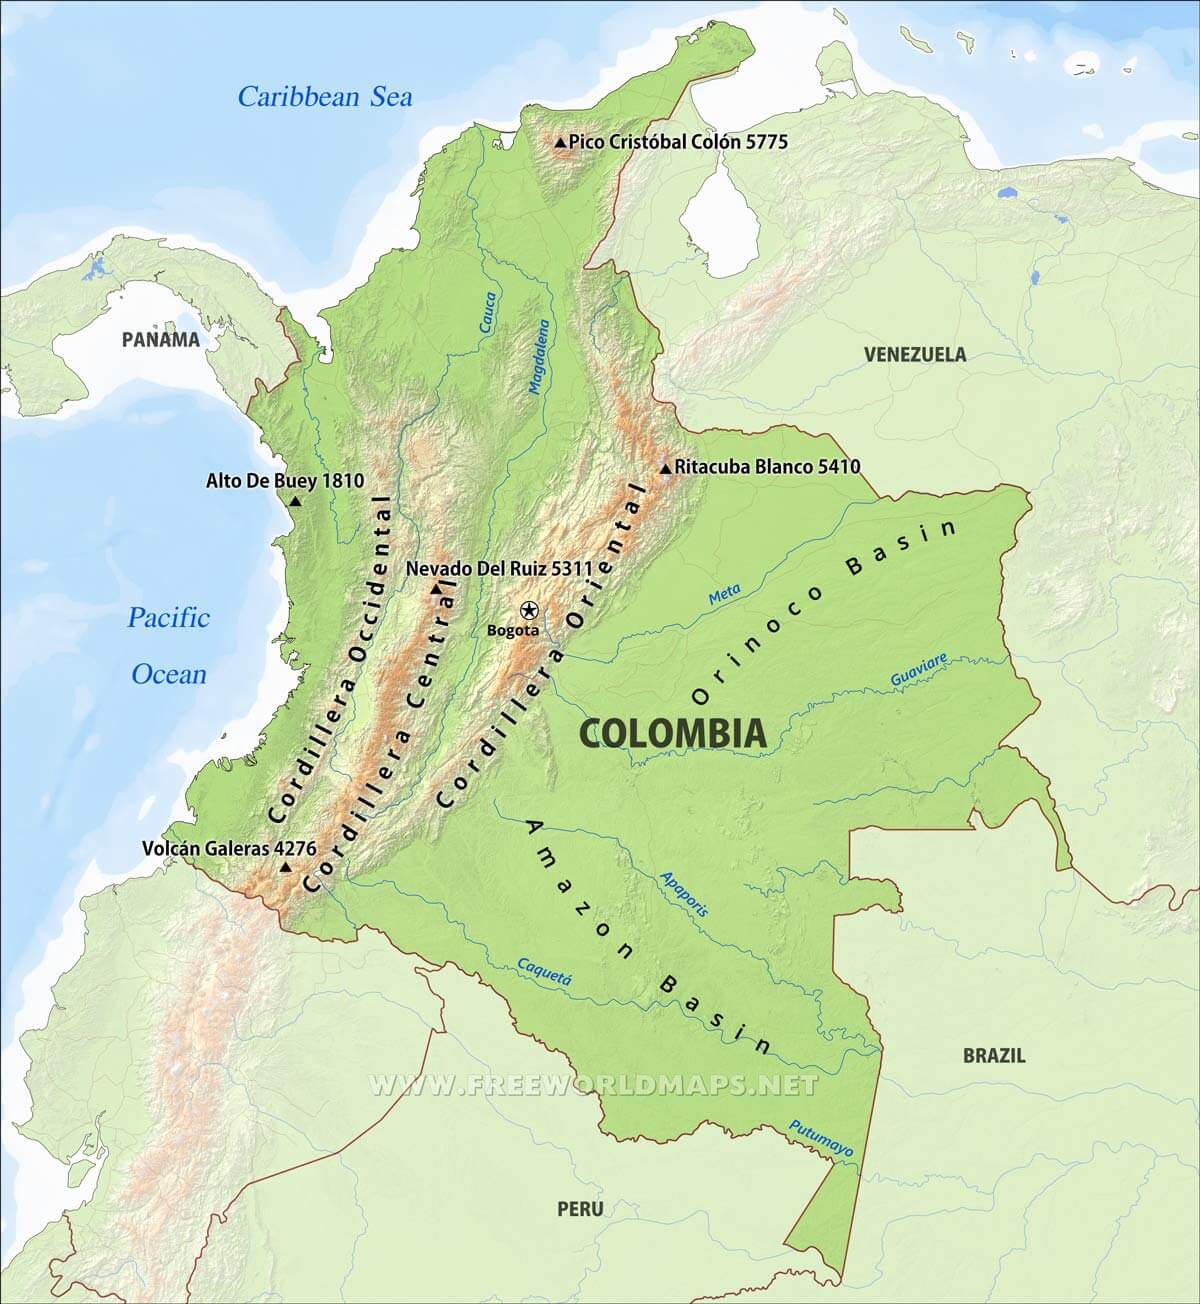 Caribbean Sea
Pico Cristóbal Colón 5775
Cauca
Magdalena
PANAMA
VENEZUELA
Ritacuba Blanco 5410
Alto De Buey 1810
Cordillera Occidental
Nevado Del Ruiz 5311
Cordillera Central
Cordillera Oriental
Bogota
Meta
Orinoco Basin
Guaviare
Pacific
Ocean
COLOMBIA
Volcán Galeras 4276
Amazon Basin
Apaporis
Caquetá
BRAZIL
WWW.FREEWORLDMAPS.NET
Putumayo
PERU